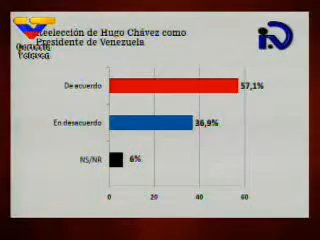 Reelección de Hugo Chávez como
Presidente de Venezuela
De acuerdo
57,1%
En desacuerdo
36,9%
NS/NR
6%
0 20 40 60